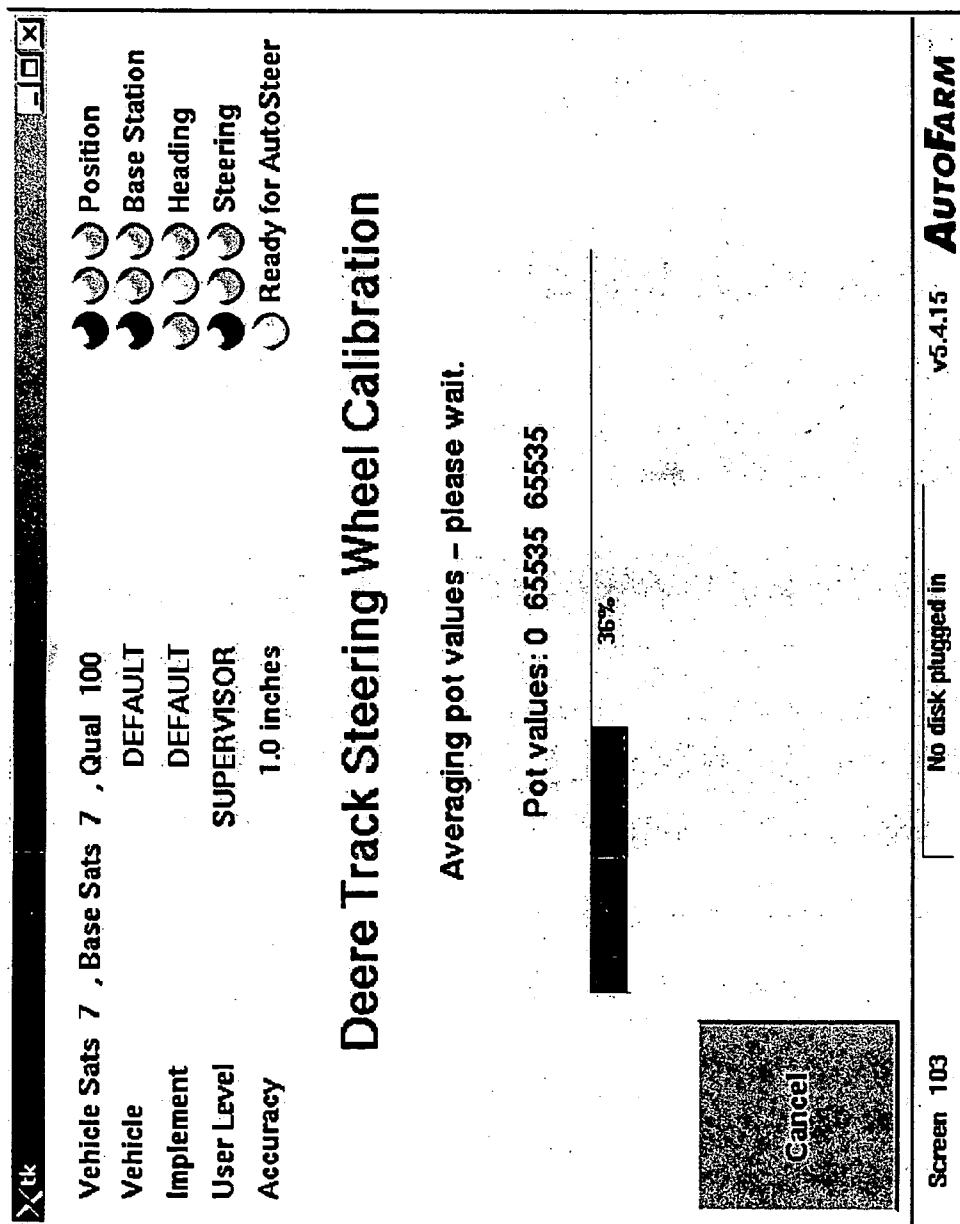 tk
Vehicle Sats 7 , Base Sats 7 , Qual 100
Position
Vehicle DEFAULT
Base Station
Implement DEFAULT
Heading
User Level SUPERVISOR
Steering
Accuracy 1.0 inches
Ready for AutoSteer
Deere Track Steering Wheel Calibration
Averaging pot values – please wait.
Pot values: 0 65535 65535
36%
Cancel
Screen 103
No disk plugged in
v5.4.15
AUTOFARM